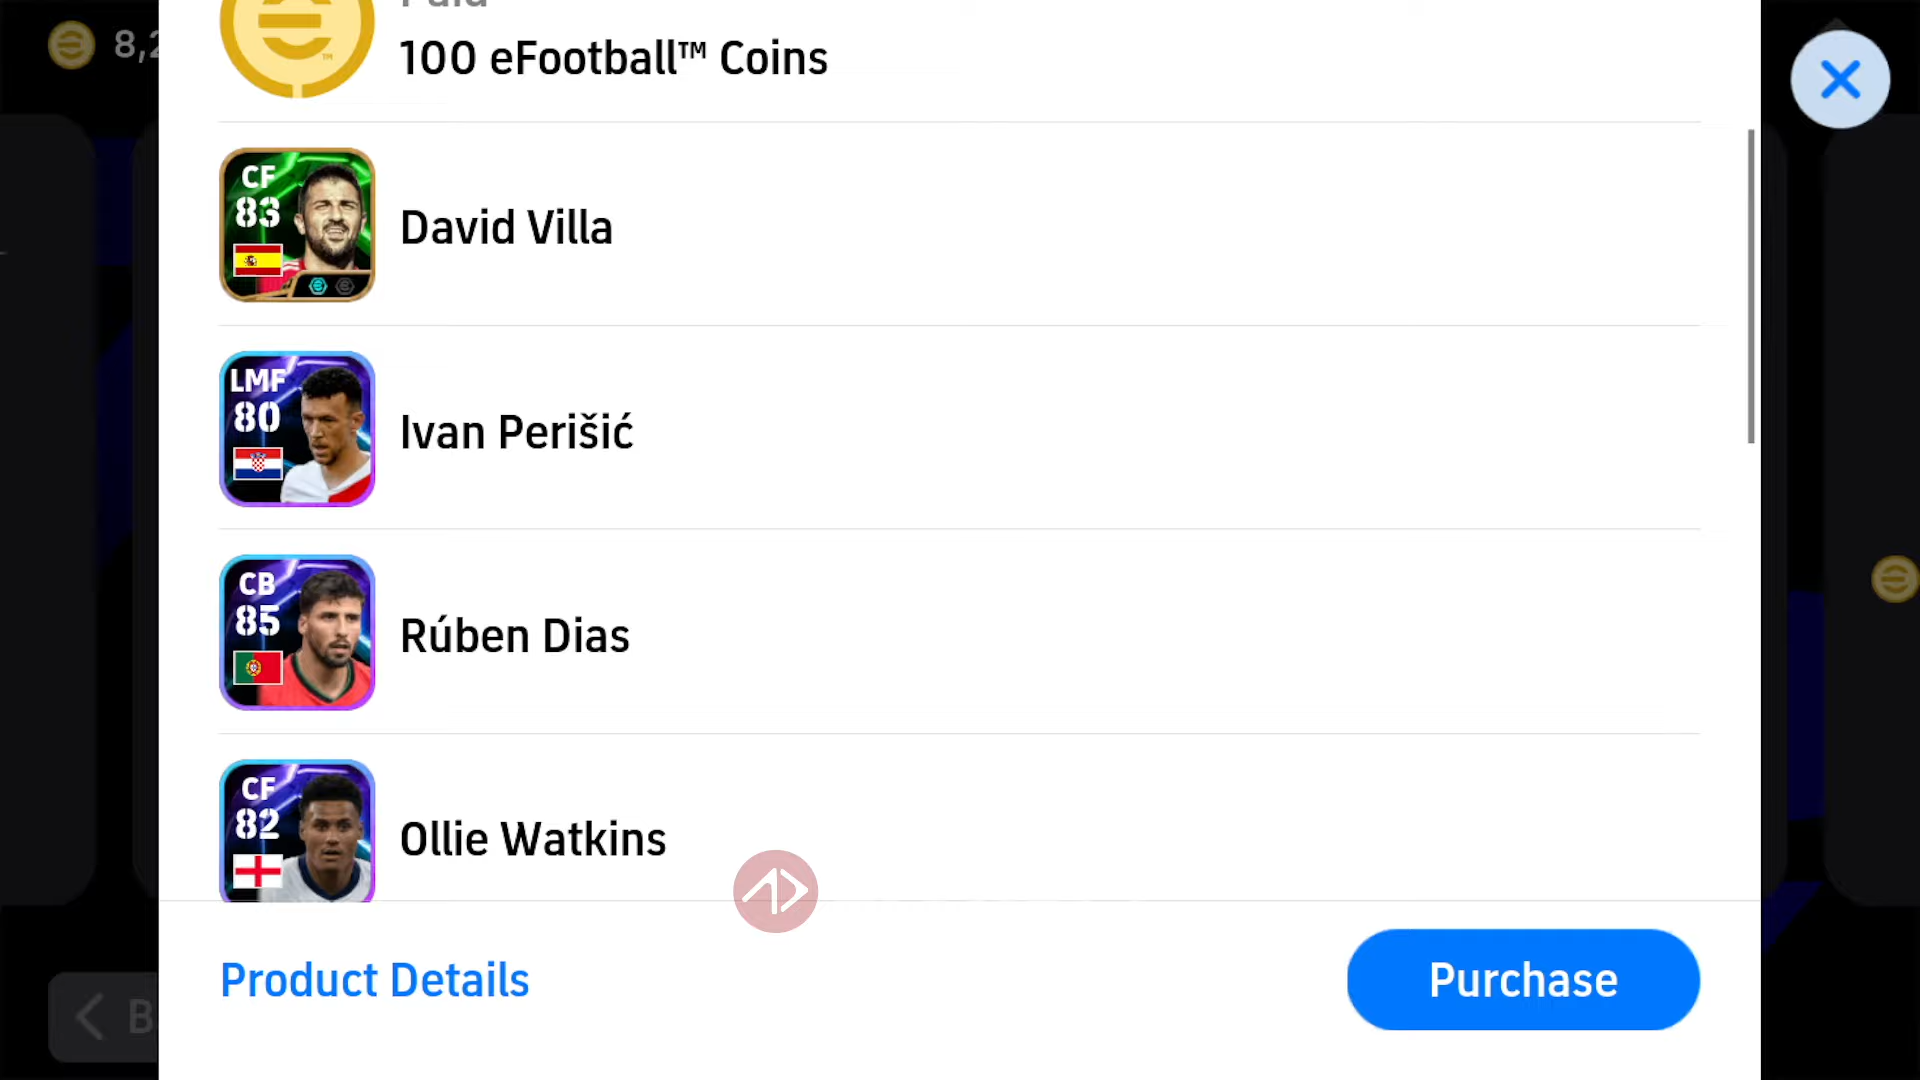 Paid
100 eFootball™ Coins
CF
83
David Villa
LMF
80
Ivan Perišić
CB
85
Rúben Dias
CF
82
Ollie Watkins
Product Details
Purchase